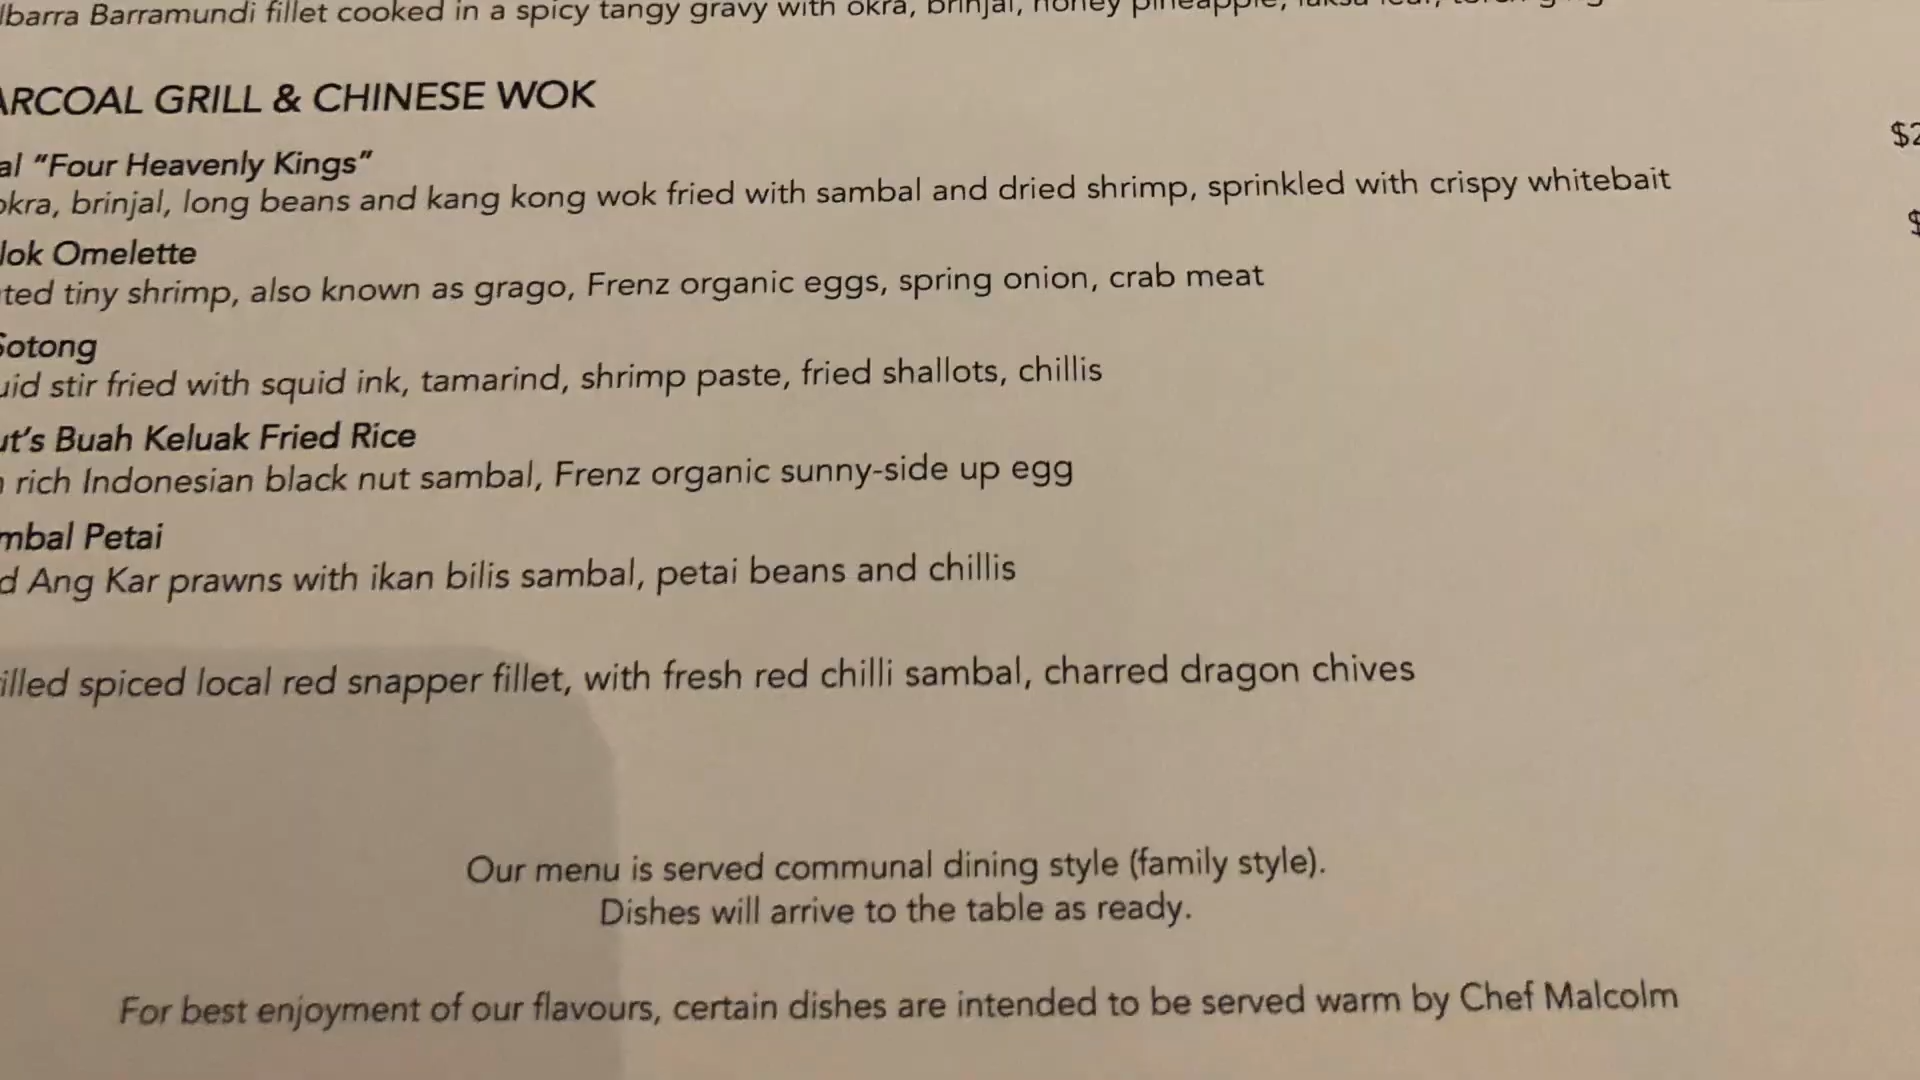 Barramundi fillet cooked in a spicy tangy gravy with okra, brinjal, honey pineapple,
ARCOAL GRILL & CHINESE WOK
al “Four Heavenly Kings”
$2
okra, brinjal, long beans and kang kong wok fried with sambal and dried shrimp, sprinkled with crispy whitebait
$
Omelette
ted tiny shrimp, also known as grago, Frenz organic eggs, spring onion, crab meat
Sotong
uid stir fried with squid ink, tamarind, shrimp paste, fried shallots, chillis
ut’s Buah Keluak Fried Rice
rich Indonesian black nut sambal, Frenz organic sunny-side up egg
mbal Petai
d Ang Kar prawns with ikan bilis sambal, petai beans and chillis
illed spiced local red snapper fillet, with fresh red chilli sambal, charred dragon chives
Our menu is served communal dining style (family style).
Dishes will arrive to the table as ready.
For best enjoyment of our flavours, certain dishes are intended to be served warm by Chef Malcolm